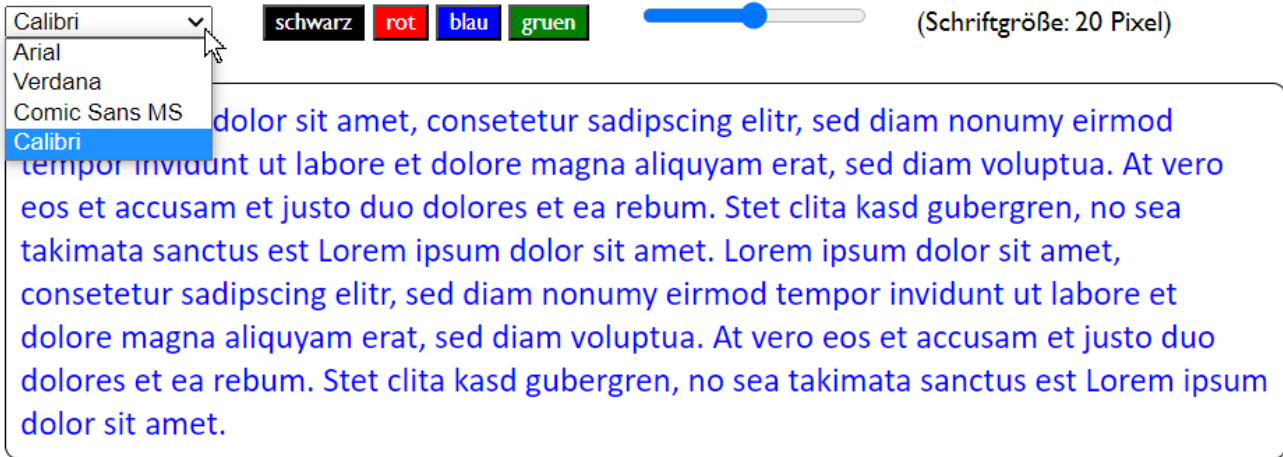 Calibri schwarz rot blau gruen (Schriftgröße: 20 Pixel)
Arial
Verdana
Comic Sans MS
Calibri
dolor sit amet, consetetur sadipscing elitr, sed diam nonumy eirmod
tempor invidunt ut labore et dolore magna aliquyam erat, sed diam voluptua. At vero
eos et accusam et justo duo dolores et ea rebum. Stet clita kasd gubergren, no sea
takimata sanctus est Lorem ipsum dolor sit amet. Lorem ipsum dolor sit amet,
consetetur sadipscing elitr, sed diam nonumy eirmod tempor invidunt ut labore et
dolore magna aliquyam erat, sed diam voluptua. At vero eos et accusam et justo duo
dolores et ea rebum. Stet clita kasd gubergren, no sea takimata sanctus est Lorem ipsum
dolor sit amet.